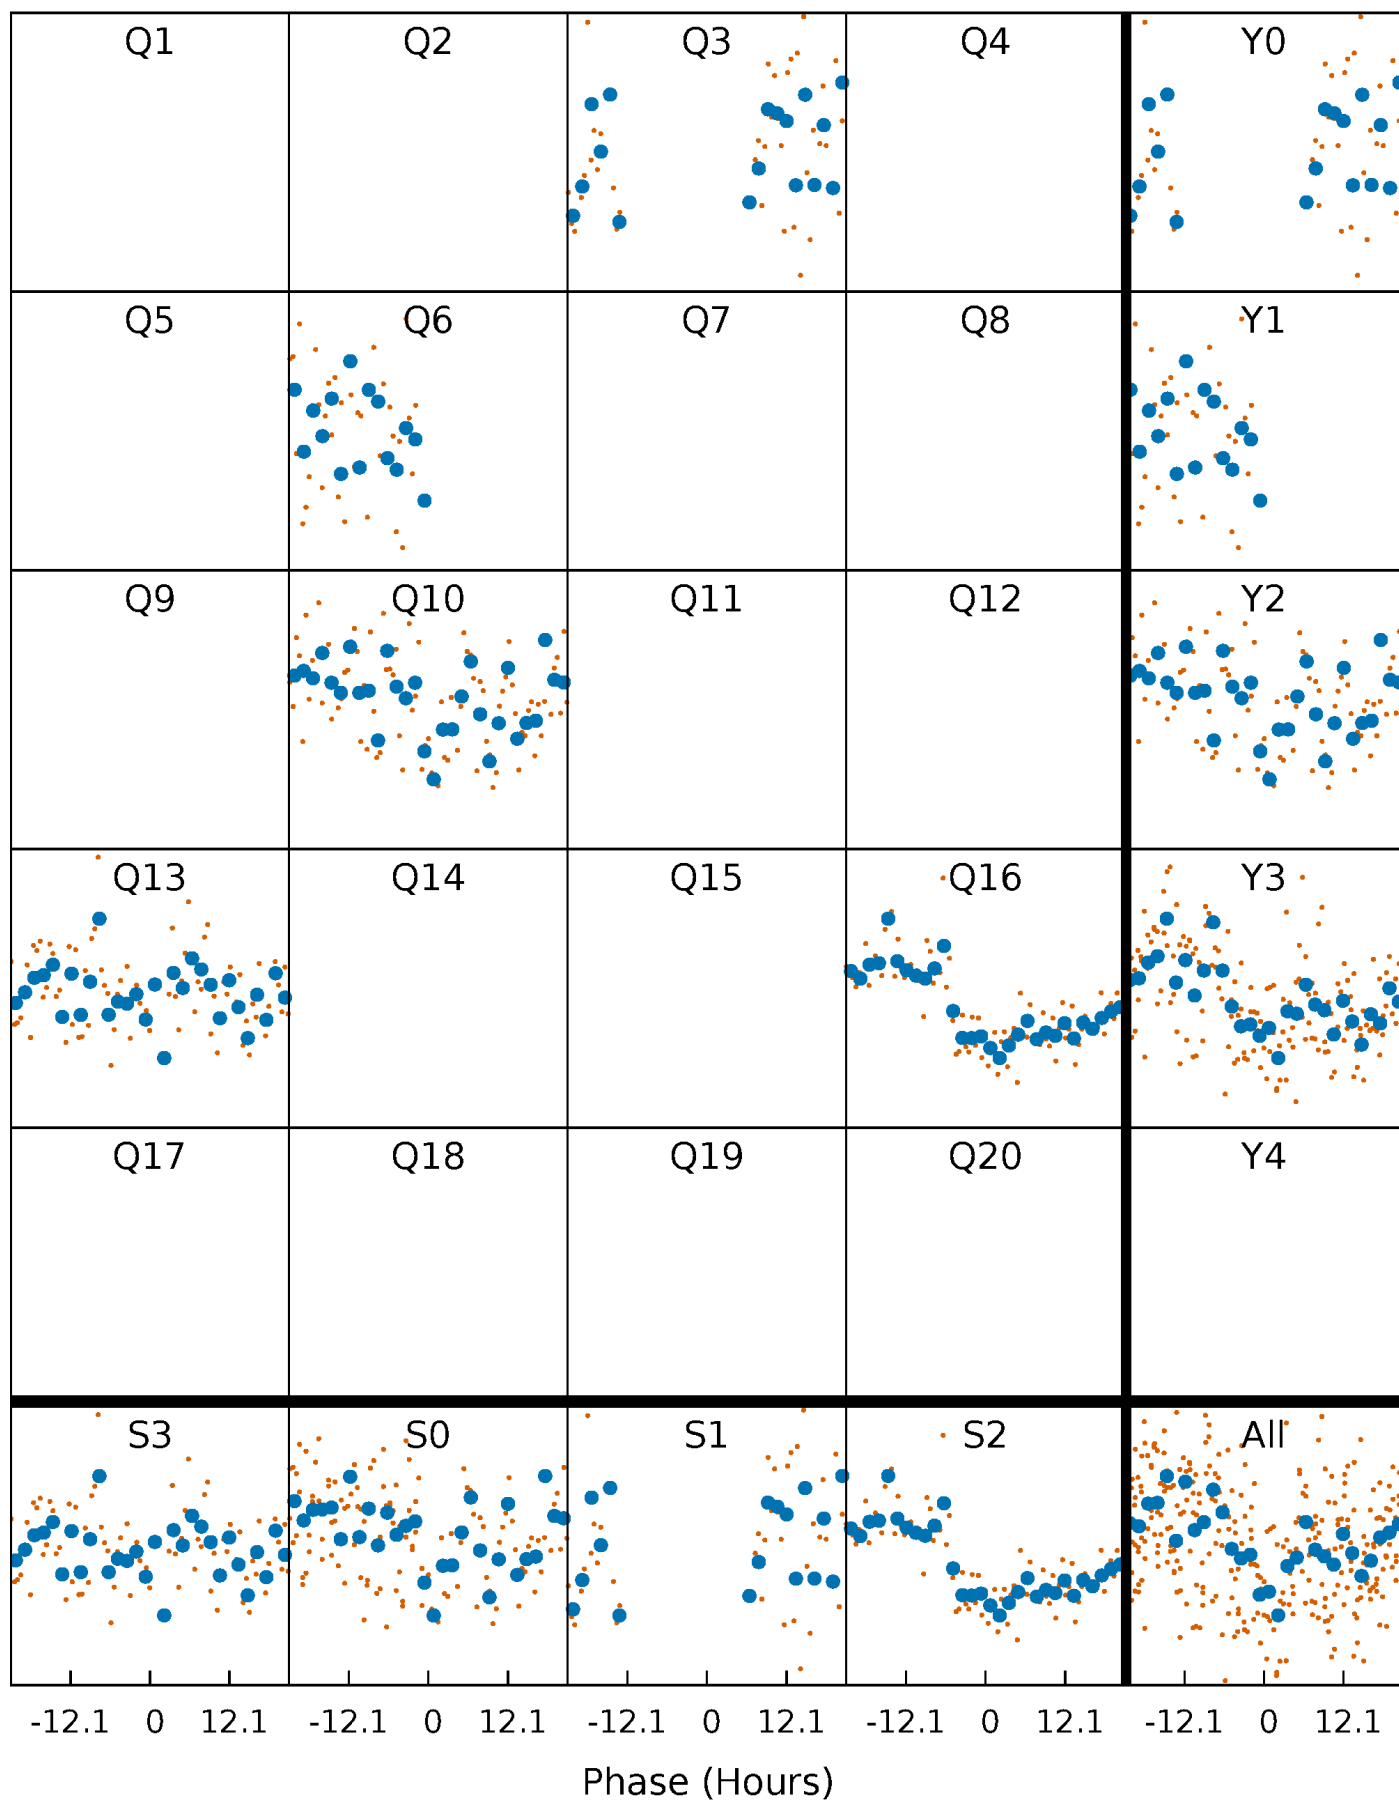 Q1 Q2 Q3 Q4 Y0
Q5 Q6 Q7 Q8 Y1
Q9 Q10 Q11 Q12 Y2
Q13 Q14 Q15 Q16 Y3
Q17 Q18 Q19 Q20 Y4
S3 S0 S1 S2 All
-12.1 0 12.1 -12.1 0 12.1 -12.1 0 12.1 -12.1 0 12.1 -12.1 0 12.1
Phase (Hours)